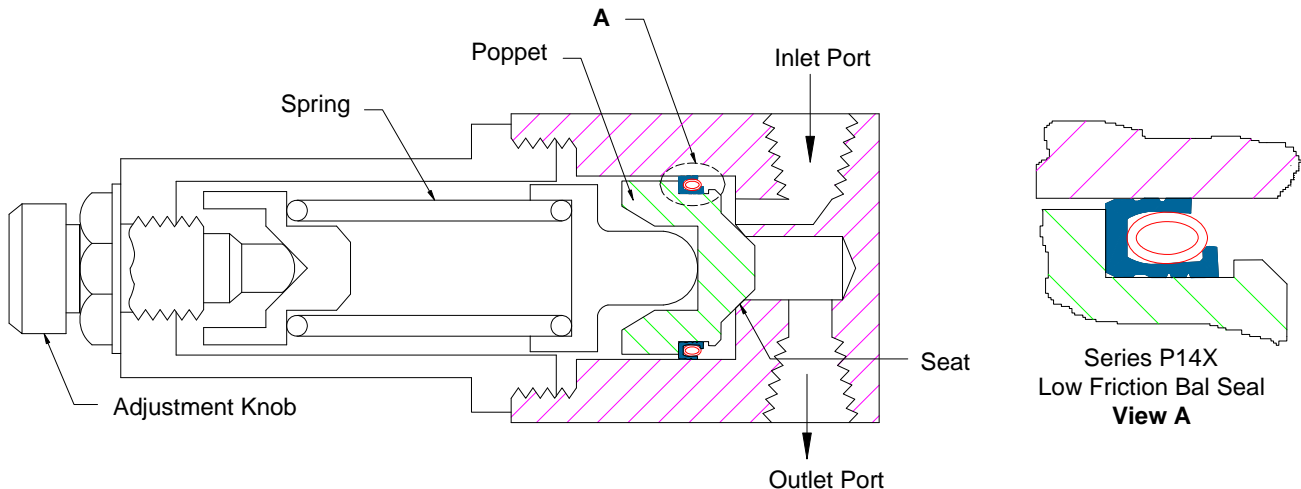 A
Poppet
Inlet Port
Spring
Seat
Adjustment Knob
Outlet Port
Series P14X
Low Friction Bal Seal
View A